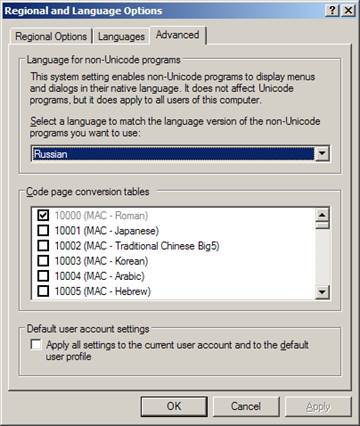 Regional and Language Options
Regional Options
Languages
Advanced
Language for non-Unicode programs
This system setting enables non-Unicode programs to display menus
and dialogs in their native language. It does not affect Unicode
programs, but it does apply to all users of this computer.
Select a language to match the language version of the non-Unicode
programs you want to use:
Russian
Code page conversion tables
10000 (MAC - Roman)
10001 (MAC - Japanese)
10002 (MAC - Traditional Chinese Big5)
10003 (MAC - Korean)
10004 (MAC - Arabic)
10005 (MAC - Hebrew)
Default user account settings
Apply all settings to the current user account and to the default
user profile
OK
Cancel
Apply